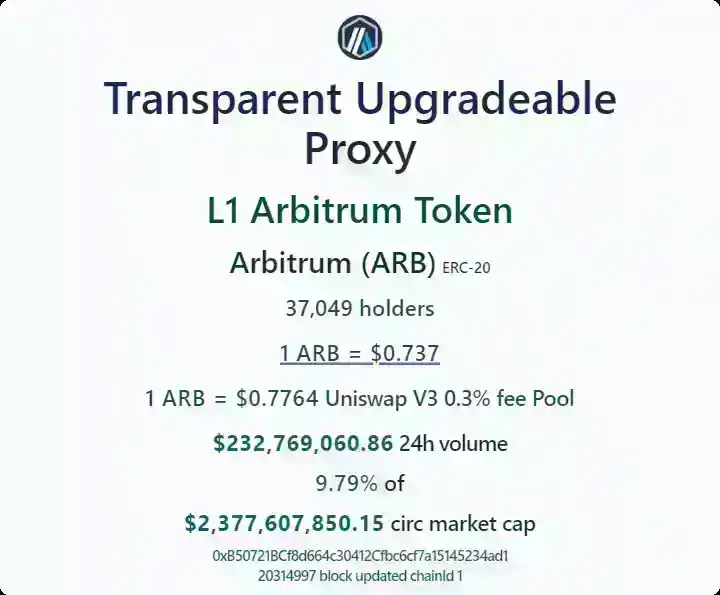 Transparent Upgradeable
Proxy
L1 Arbitrum Token
Arbitrum (ARB) ERC-20
37,049 holders
1 ARB = $0.737
1 ARB = $0.7764 Uniswap V3 0.3% fee Pool
$232,769,060.86 24h volume
9.79% of
$2,377,607,850.15 circ market cap
0xB50721BCf8d664c30412Cfbc6cf7a15145234ad1
20314997 block updated chainId 1